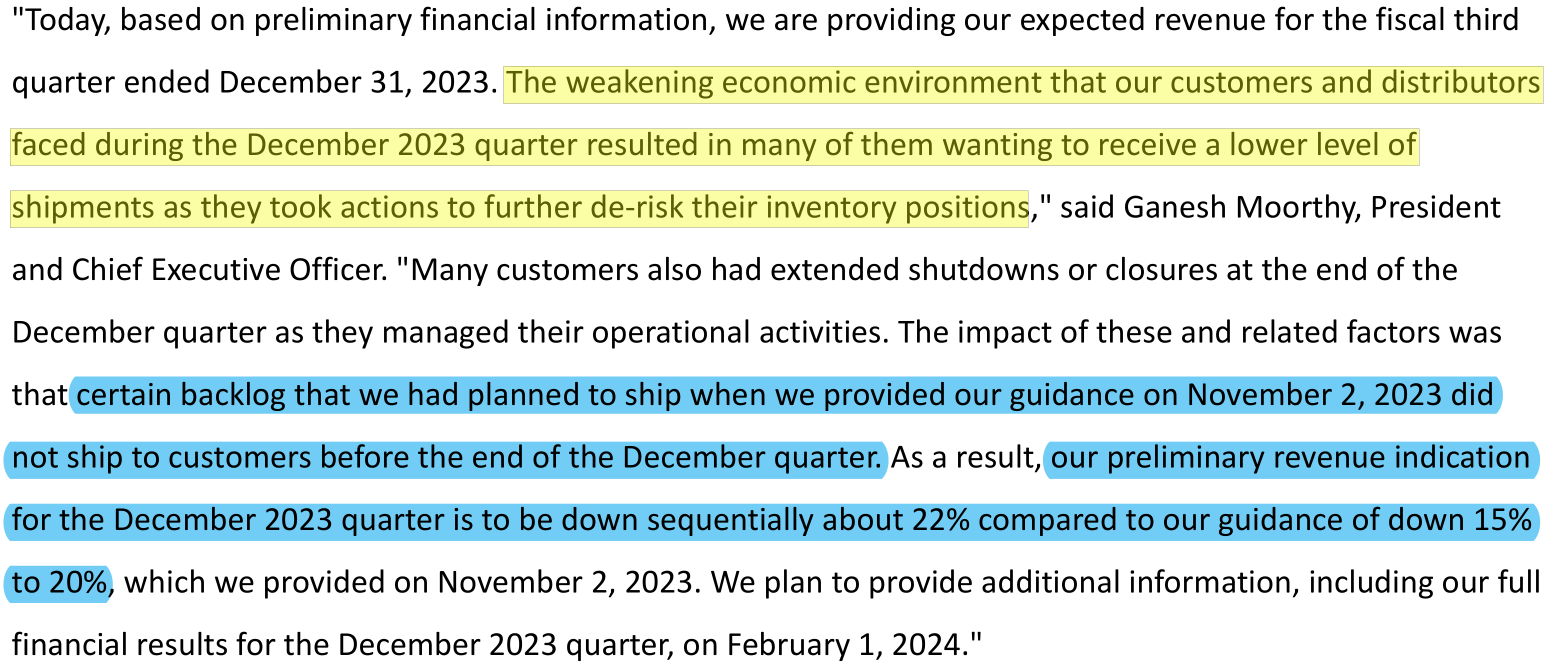 "Today, based on preliminary financial information, we are providing our expected revenue for the fiscal third
quarter ended December 31, 2023. The weakening economic environment that our customers and distributors
faced during the December 2023 quarter resulted in many of them wanting to receive a lower level of
shipments as they took actions to further de-risk their inventory positions," said Ganesh Moorthy, President
and Chief Executive Officer. "Many customers also had extended shutdowns or closures at the end of the
December quarter as they managed their operational activities. The impact of these and related factors was
that certain backlog that we had planned to ship when we provided our guidance on November 2, 2023 did
not ship to customers before the end of the December quarter. As a result, our preliminary revenue indication
for the December 2023 quarter is to be down sequentially about 22% compared to our guidance of down 15%
to 20%, which we provided on November 2, 2023. We plan to provide additional information, including our full
financial results for the December 2023 quarter, on February 1, 2024."